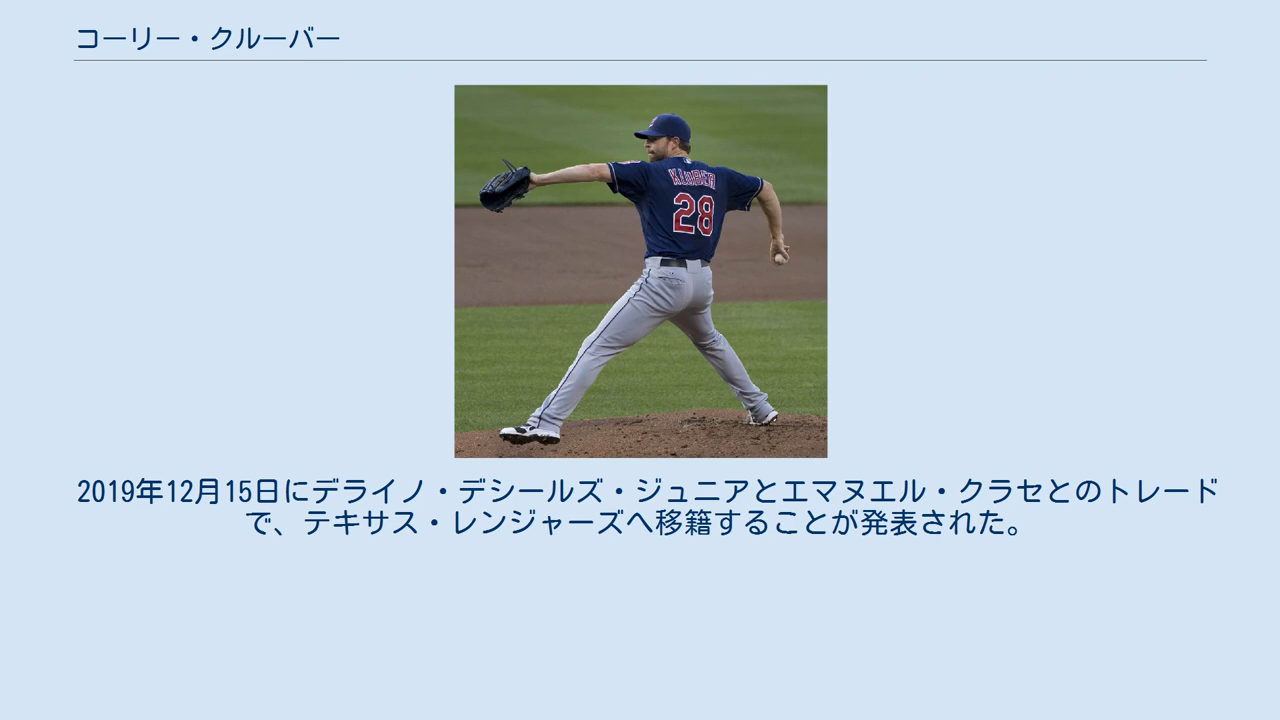 コーリー・クルーバー
KLUBER
28
2019年12月15日にデライノ・デシールズ・ジュニアとエマヌエル・クラセとのトレード
で、テキサス・レンジャーズへ移籍することが発表された。